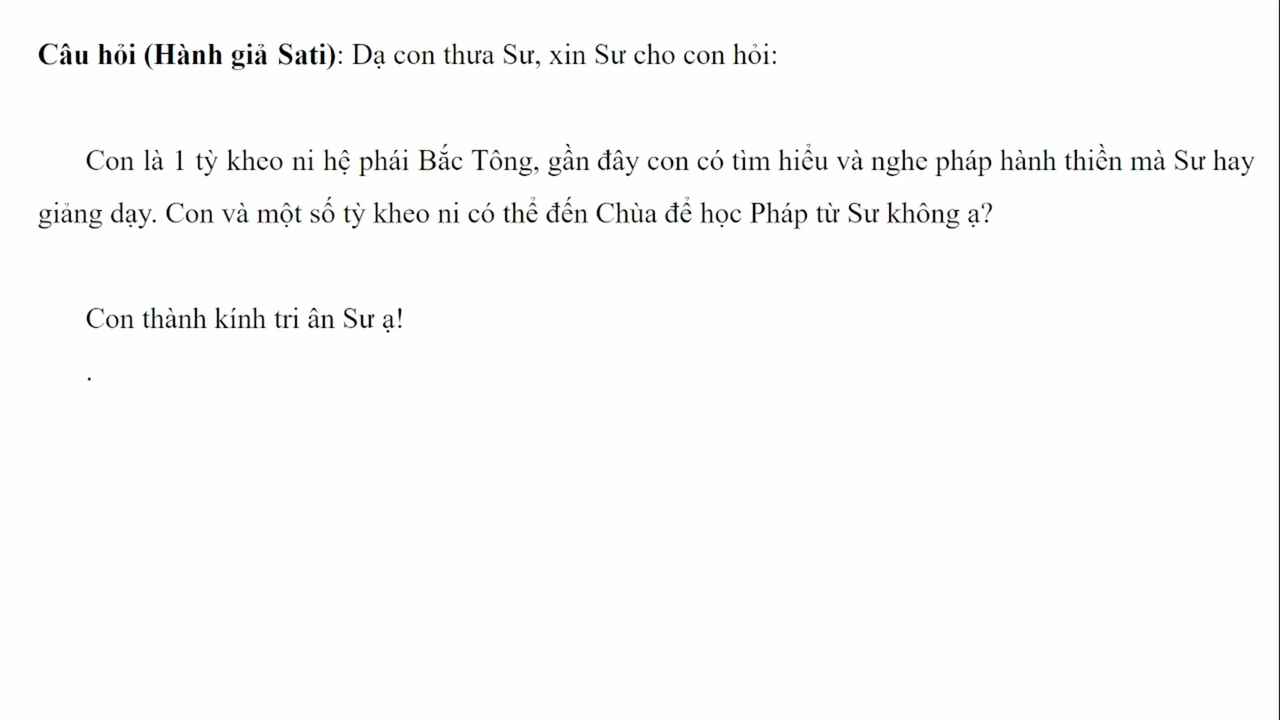 Câu hỏi (Hành giả Sati): Dạ con thưa Sư, xin Sư cho con hỏi:
Con là 1 tỳ kheo ni hệ phái Bắc Tông, gần đây con có tìm hiểu và nghe pháp hành thiền mà Sư hay
giảng dạy. Con và một số tỳ kheo ni có thể đến Chùa để học Pháp từ Sư không ạ?
Con thành kính tri ân Sư ạ!
.